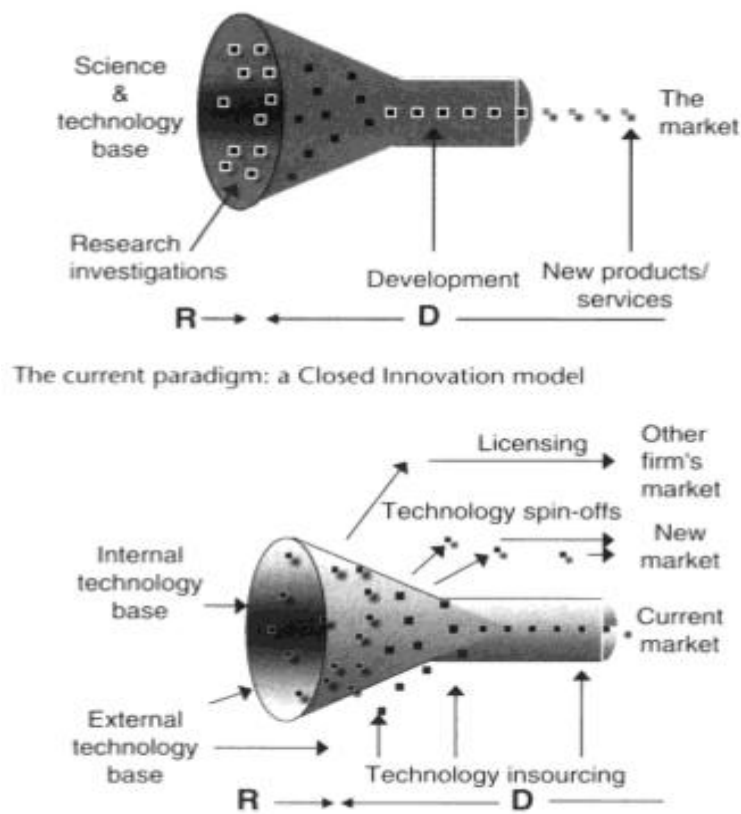 Science
&
technology
base
The
market
Research
investigations
Development
New products/
services
R
D
The current paradigm: a Closed Innovation model
Licensing
Other
firm's
market
Technology spin-offs
New
market
Internal
technology
base
Current
market
External
technology
base
Technology insourcing
R
D